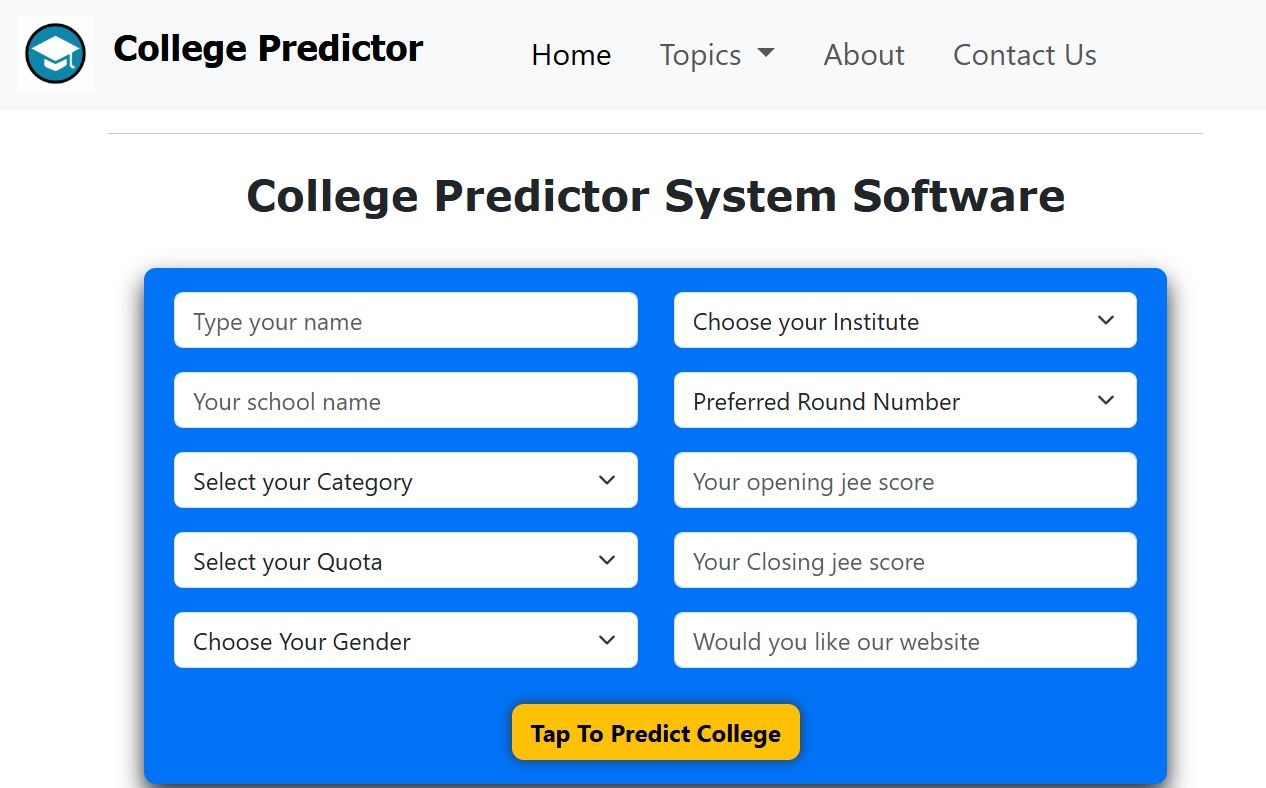 College Predictor
Home Topics About Contact Us
College Predictor System Software
Type your name
Choose your Institute
Your school name
Preferred Round Number
Select your Category
Your opening jee score
Select your Quota
Your Closing jee score
Choose Your Gender
Would you like our website
Tap To Predict College